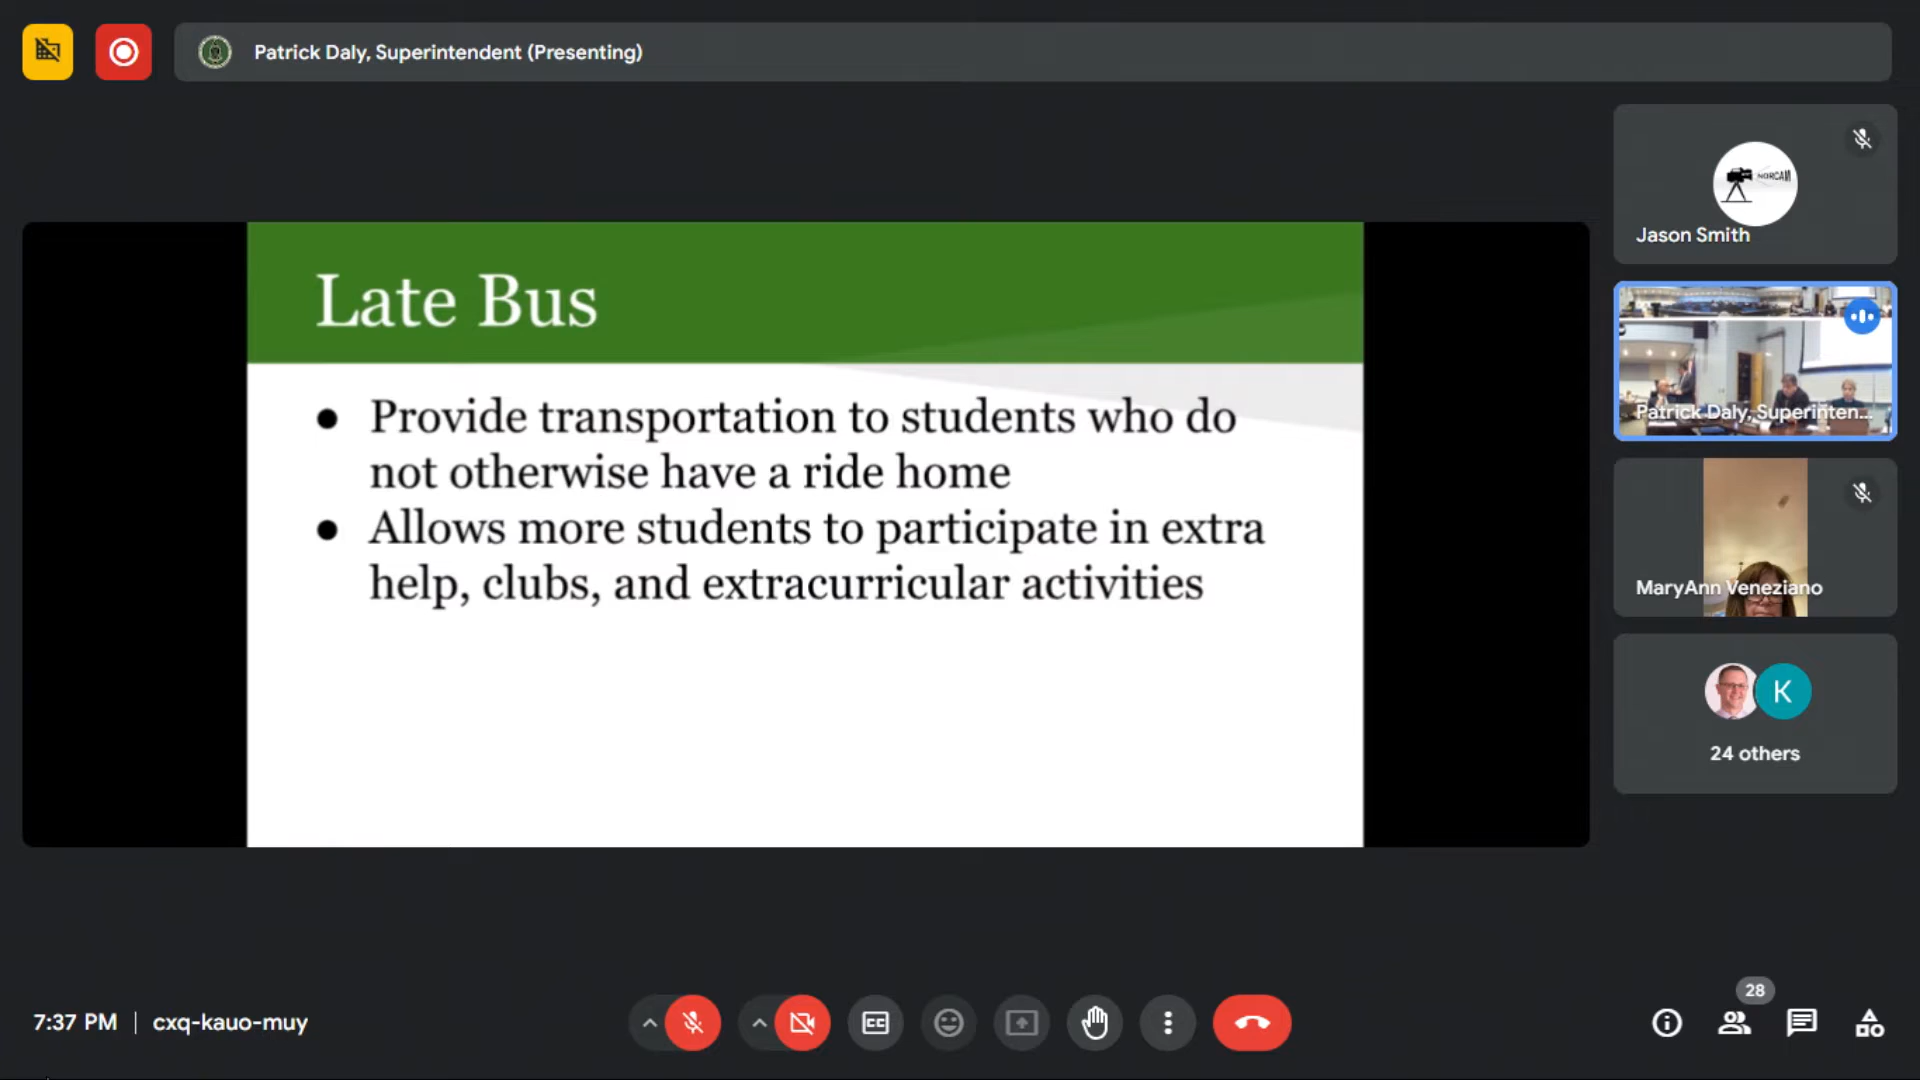 Patrick Daly, Superintendent (Presenting)
NORCAM
Jason Smith
Late Bus
● Provide transportation to students who do
not otherwise have a ride home
● Allows more students to participate in extra
help, clubs, and extracurricular activities
Patrick Daly, Superinten...
MaryAnn Veneziano
K
24 others
7:37 PM | cxq-kauo-muy
CC
28